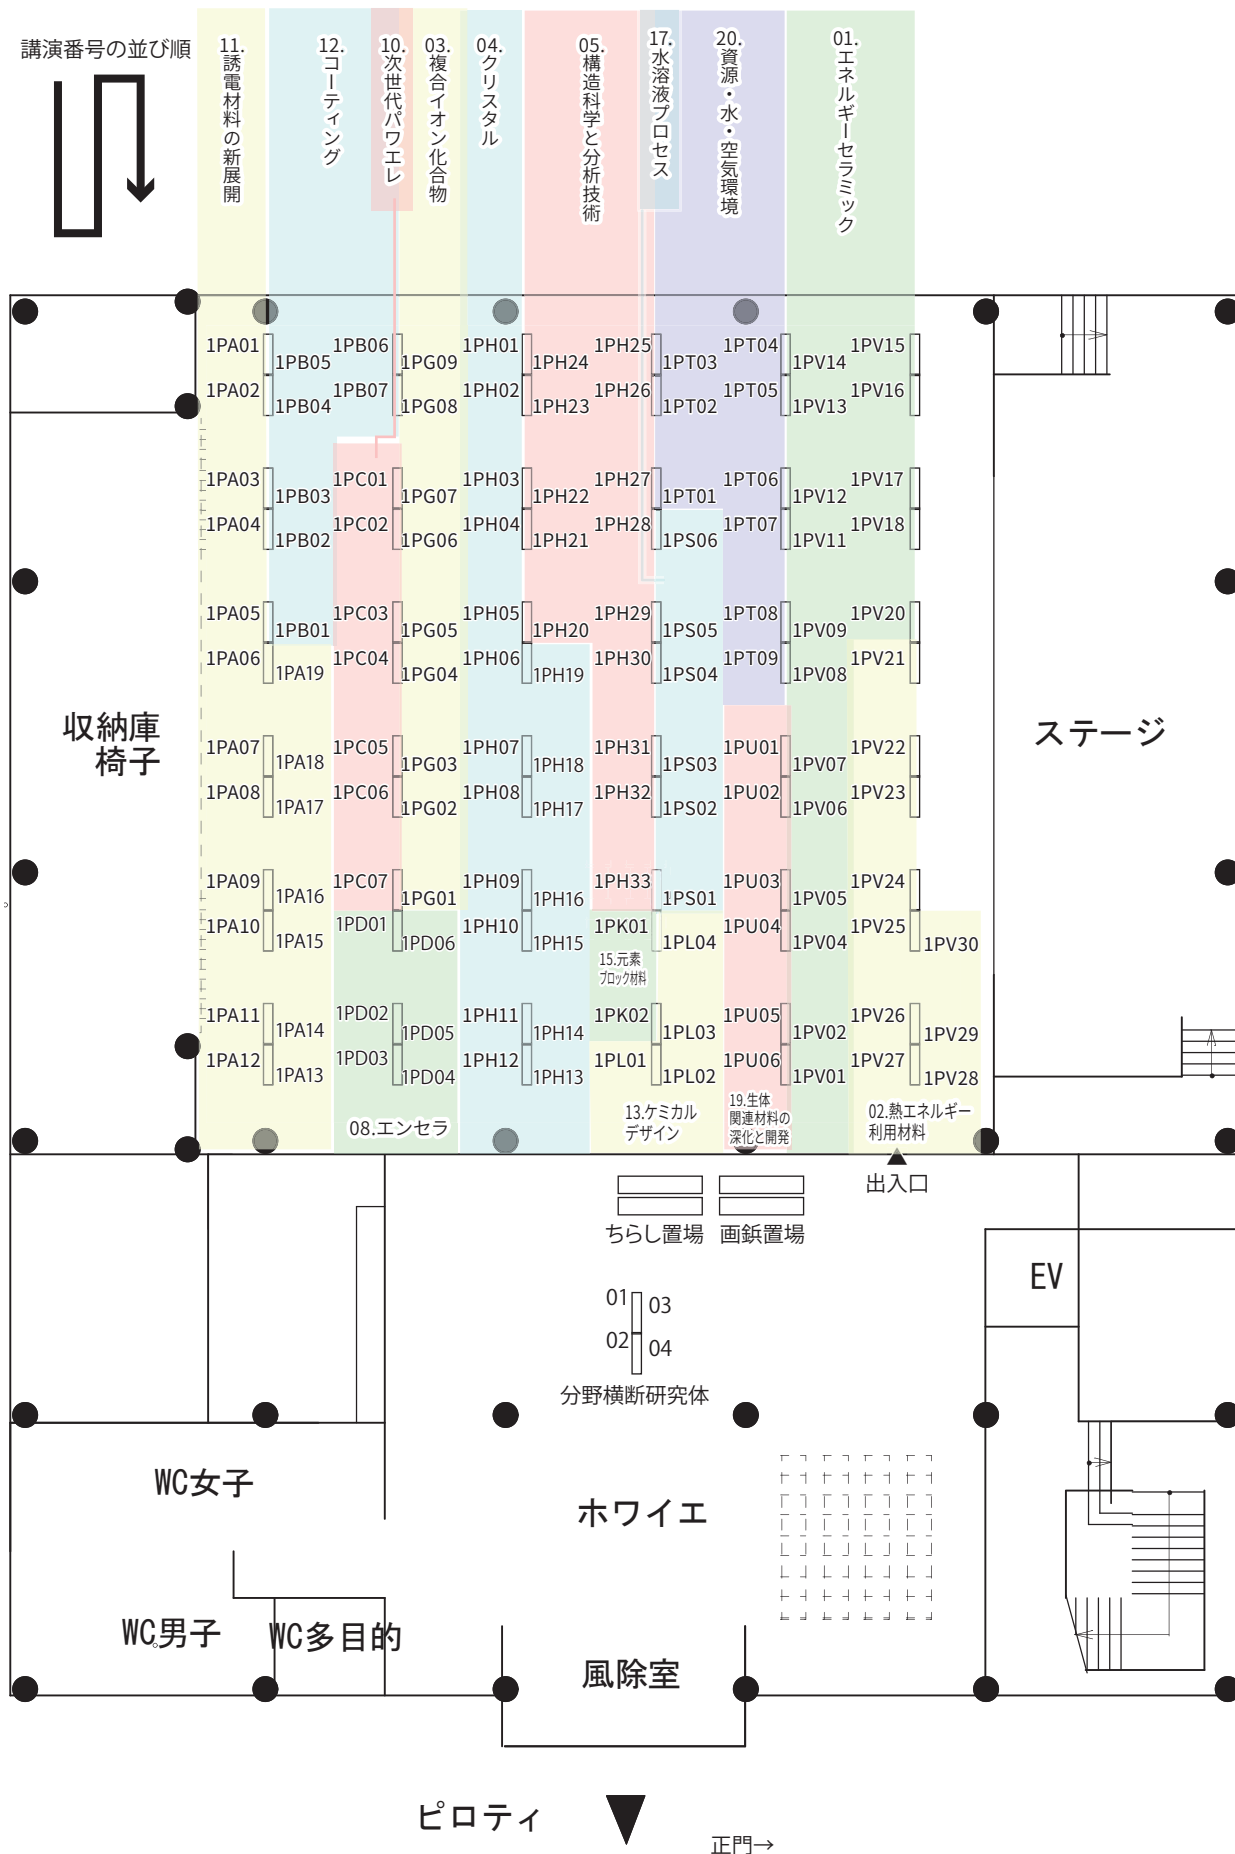 講演番号の並び順
11.誘電材料の新展開
12.コーティング
10.次世代パワエレ
03.複合イオン化合物
04.クリスタル
05.構造科学と分析技術
17.水溶液プロセス
20.資源・水・空気環境
01.エネルギーセラミック
1PA01 1PB05 1PB06 1PG09 1PH01 1PH24 1PH25 1PT03 1PT04 1PV14 1PV15
1PA02 1PB04 1PB07 1PG08 1PH02 1PH23 1PH26 1PT02 1PT05 1PV13 1PV16
1PA03 1PB03 1PC01 1PG07 1PH03 1PH22 1PH27 1PT01 1PT06 1PV12 1PV17
1PA04 1PB02 1PC02 1PG06 1PH04 1PH21 1PH28 1PS06 1PT07 1PV11 1PV18
1PA05 1PB01 1PC03 1PG05 1PH05 1PH20 1PH29 1PS05 1PT08 1PV09 1PV20
1PA06 1PA19 1PC04 1PG04 1PH06 1PH19 1PH30 1PS04 1PT09 1PV08 1PV21
収納庫
椅子
ステージ
1PA07 1PA18 1PC05 1PG03 1PH07 1PH18 1PH31 1PS03 1PU01 1PV07 1PV22
1PA08 1PA17 1PC06 1PG02 1PH08 1PH17 1PH32 1PS02 1PU02 1PV06 1PV23
1PA09 1PA16 1PC07 1PG01 1PH09 1PH16 1PH33 1PS01 1PU03 1PV05 1PV24
1PA10 1PA15 1PD01 1PD06 1PH10 1PH15 1PK01 1PL04 1PU04 1PV04 1PV25 1PV30
15.元素
ブロック材料
1PA11 1PA14 1PD02 1PD05 1PH11 1PH14 1PK02 1PL03 1PU05 1PV02 1PV26 1PV29
1PA12 1PA13 1PD03 1PD04 1PH12 1PH13 1PL01 1PL02 1PU06 1PV01 1PV27 1PV28
08.エンセラ
13.ケミカル
デザイン
19.生体
関連材料の
深化と開発
02.熱エネルギー
利用材料
出入口
ちらし置場 画鋲置場
EV
01 03
02 04
分野横断研究体
WC女子
ホワイエ
WC男子
WC多目的
風除室
ピロティ
正門→